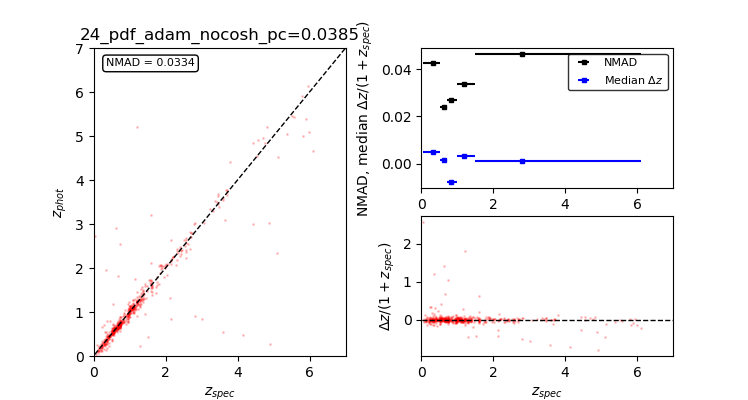 24_pdf_adam_nocosh_pc=0.0385
NMAD = 0.0334
z_phot
7
6
5
4
3
2
1
0
0 2 4 6
z_spec
NMAD, median Δz/(1 + z_spec)
0.04
0.02
0.00
NMAD
Median Δz
0 2 4 6
Δz/(1 + z_spec)
2
1
0
0 2 4 6
z_spec